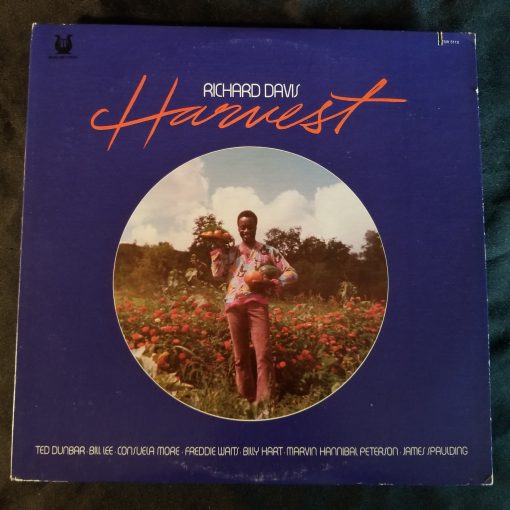 RICHARD DAVIS
Harvest
TED DUNBAR · BILL LEE · CONSUELA MORE · FREDDIE WAITS · BILLY HART · MARVIN HANNIBAL PETERSON · JAMES SPAULDING